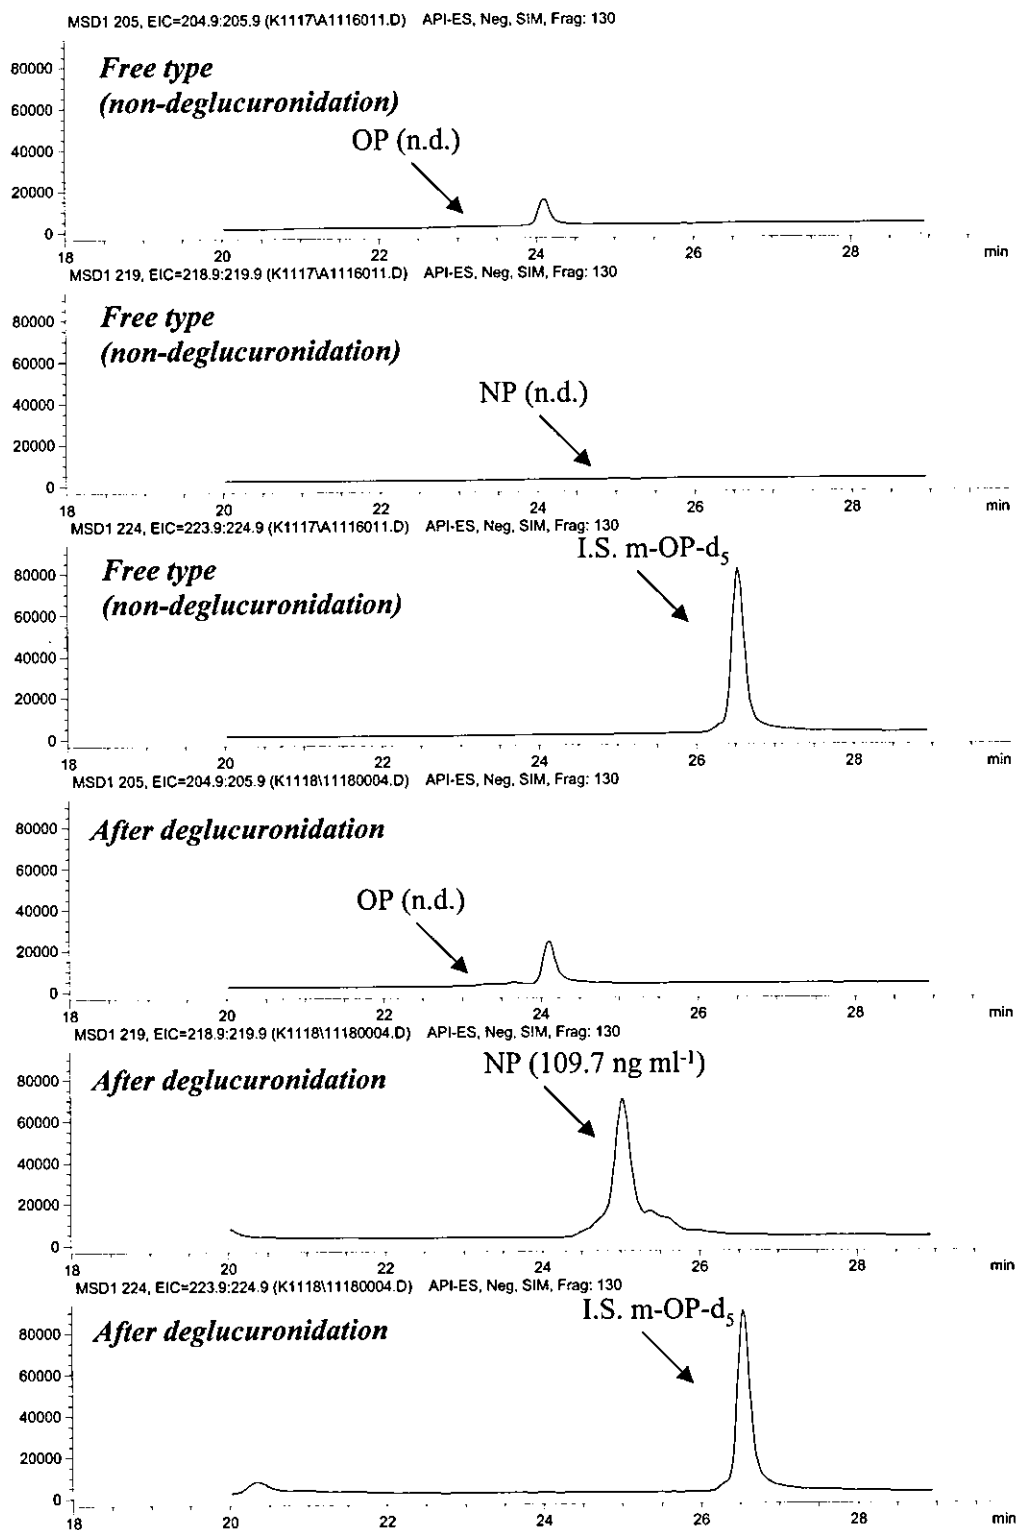 MSD1 205, EIC=204.9:205.9 (K1117\A1116011.D) API-ES, Neg, SIM, Frag: 130
80000
Free type
(non-deglucuronidation)
60000
OP (n.d.)
40000
20000
0
18 20 22 24 26 28 min
MSD1 219, EIC=218.9:219.9 (K1117\A1116011.D) API-ES, Neg, SIM, Frag: 130
80000
Free type
(non-deglucuronidation)
60000
NP (n.d.)
40000
20000
0
18 20 22 24 26 28 min
MSD1 224, EIC=223.9:224.9 (K1117\A1116011.D) API-ES, Neg, SIM, Frag: 130
I.S. m-OP-d5
80000
Free type
(non-deglucuronidation)
60000
40000
20000
0
18 20 22 24 26 28 min
MSD1 205, EIC=204.9:205.9 (K1118\11180004.D) API-ES, Neg, SIM, Frag: 130
80000
After deglucuronidation
60000
OP (n.d.)
40000
20000
0
18 20 22 24 26 28 min
MSD1 219, EIC=218.9:219.9 (K1118\11180004.D) API-ES, Neg, SIM, Frag: 130
NP (109.7 ng ml-1)
80000
After deglucuronidation
60000
40000
20000
0
18 20 22 24 26 28 min
MSD1 224, EIC=223.9:224.9 (K1118\11180004.D) API-ES, Neg, SIM, Frag: 130
I.S. m-OP-d5
80000
After deglucuronidation
60000
40000
20000
0
18 20 22 24 26 28 min